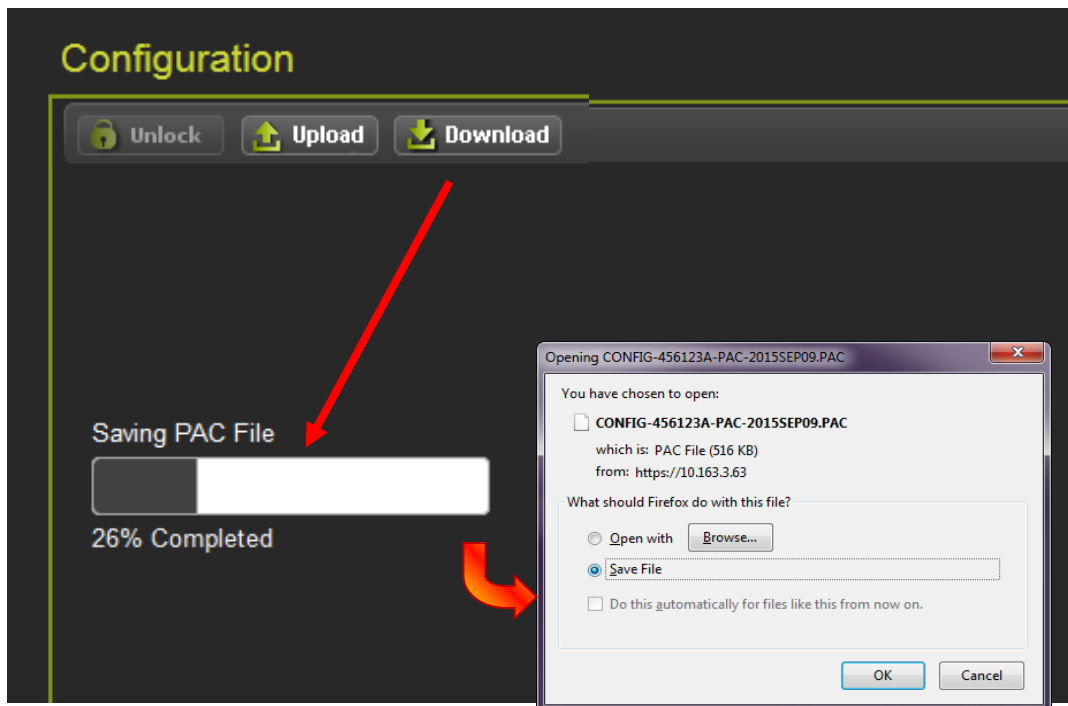 Configuration
Unlock Upload Download
Saving PAC File
26% Completed
Opening CONFIG-456123A-PAC-2015SEP09.PAC
You have chosen to open:
CONFIG-456123A-PAC-2015SEP09.PAC
which is: PAC File (516 KB)
from: https://10.163.3.63
What should Firefox do with this file?
Open with Browse...
Save File
Do this automatically for files like this from now on.
OK Cancel